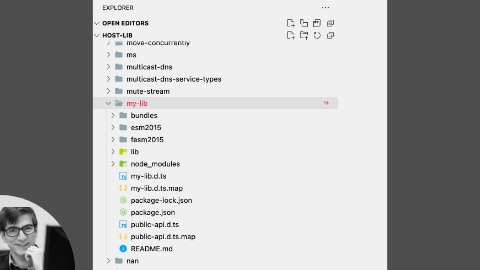 EXPLORER
OPEN EDITORS
HOST-LIB
move-concurrently
ms
multicast-dns
multicast-dns-service-types
mute-stream
my-lib
bundles
esm2015
fesm2015
lib
node_modules
my-lib.d.ts
my-lib.d.ts.map
package-lock.json
package.json
public-api.d.ts
public-api.d.ts.map
README.md
nan